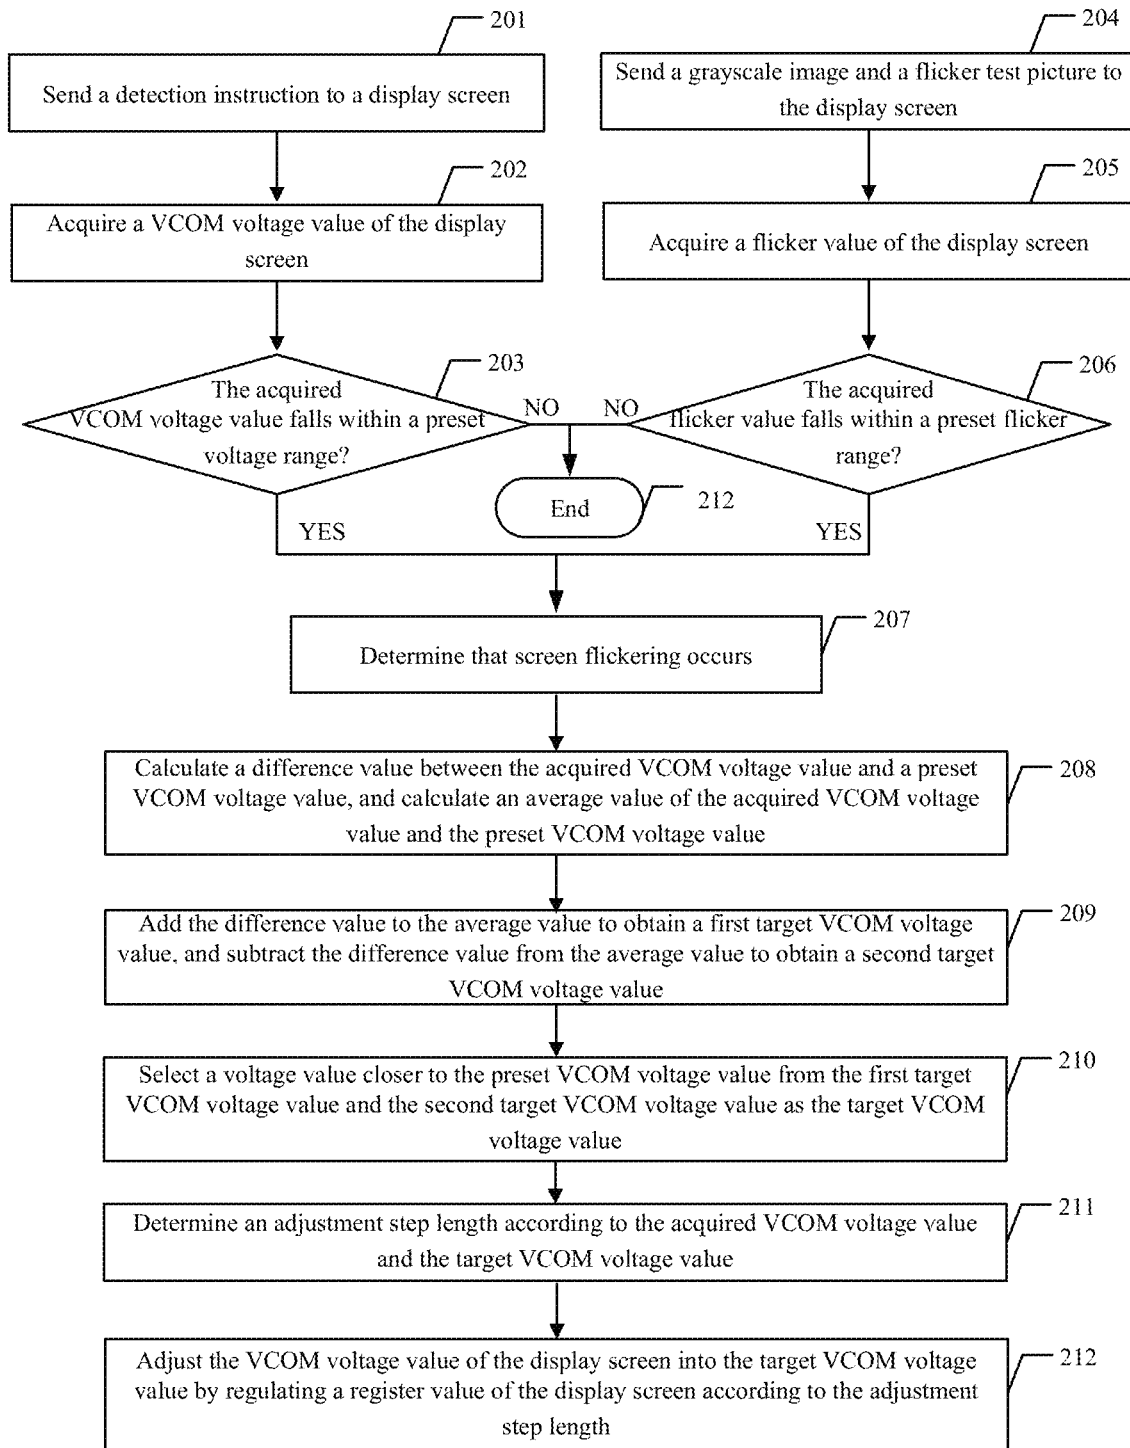 201
Send a detection instruction to a display screen
202
Acquire a VCOM voltage value of the display
screen
203
The acquired
VCOM voltage value falls within a preset
voltage range?
NO
YES
204
Send a grayscale image and a flicker test picture to
the display screen
205
Acquire a flicker value of the display screen
206
The acquired
flicker value falls within a preset flicker
range?
NO
YES
End
212
207
Determine that screen flickering occurs
208
Calculate a difference value between the acquired VCOM voltage value and a preset
VCOM voltage value, and calculate an average value of the acquired VCOM voltage
value and the preset VCOM voltage value
209
Add the difference value to the average value to obtain a first target VCOM voltage
value, and subtract the difference value from the average value to obtain a second target
VCOM voltage value
210
Select a voltage value closer to the preset VCOM voltage value from the first target
VCOM voltage value and the second target VCOM voltage value as the target VCOM
voltage value
211
Determine an adjustment step length according to the acquired VCOM voltage value
and the target VCOM voltage value
212
Adjust the VCOM voltage value of the display screen into the target VCOM voltage
value by regulating a register value of the display screen according to the adjustment
step length